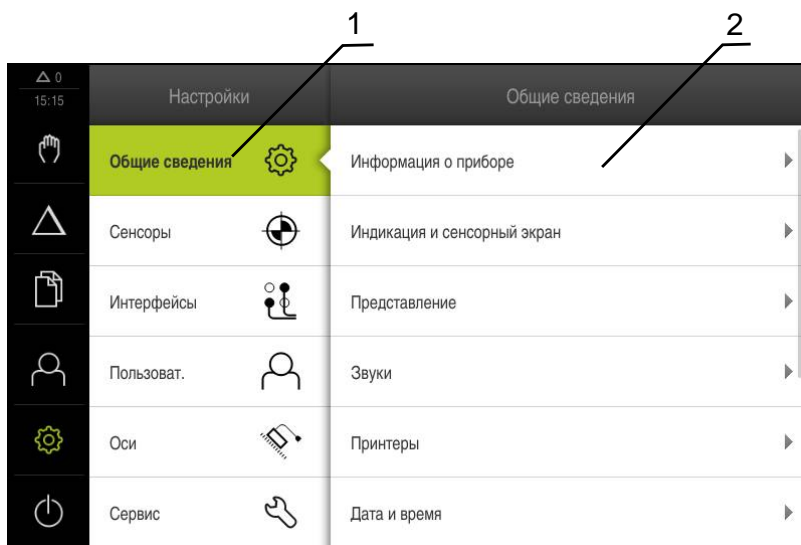 1
2
△ 0
15:15
Настройки
Общие сведения
Общие сведения
Информация о приборе
Сенсоры
Индикация и сенсорный экран
Интерфейсы
Представление
Пользоват.
Звуки
Оси
Принтеры
Сервис
Дата и время